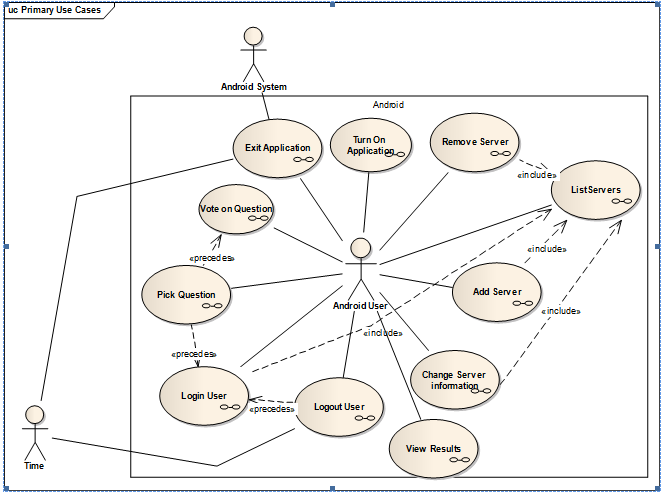 uc Primary Use Cases
Android System
Android
Exit Application
Turn On
Application
Remove Server
«include»
ListServers
Vote on Question
«precedes»
«include»
Pick Question
Add Server
Android User
«include»
«include»
«precedes»
Change Server
information
Login User
«precedes»
Logout User
View Results
Time